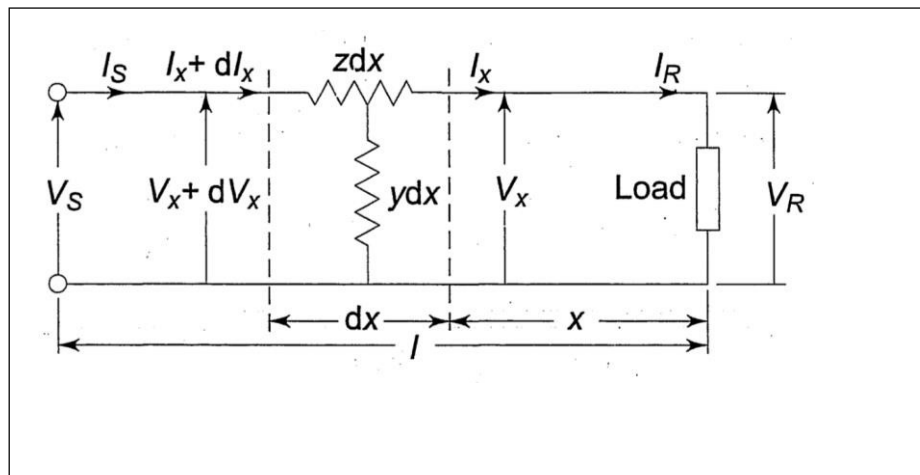 I_S I_x + dI_x zdx I_x I_R
V_S V_x + dV_x ydx V_x Load V_R
dx x
l